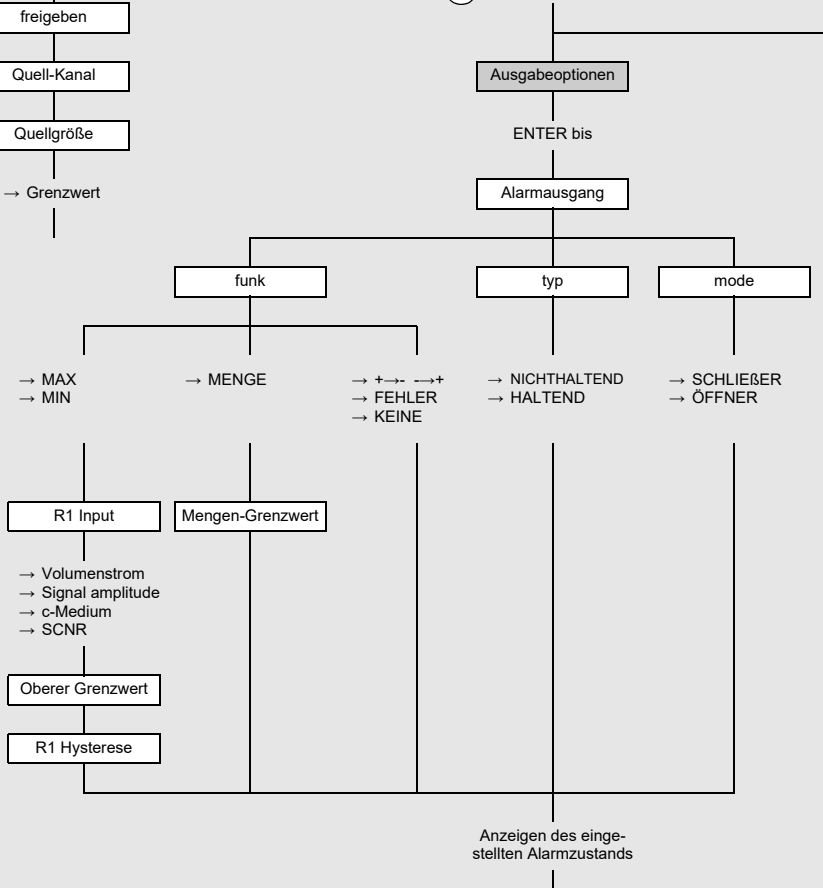 freigeben
Quell-Kanal
Quellgröße
→ Grenzwert
Ausgabeoptionen
ENTER bis
Alarmausgang
funk
typ
mode
→ MAX
→ MIN
→ MENGE
→ +→- -→+
→ FEHLER
→ KEINE
→ NICHTHALTEND
→ HALTEND
→ SCHLIEßER
→ ÖFFNER
R1 Input
Mengen-Grenzwert
→ Volumenstrom
→ Signal amplitude
→ c-Medium
→ SCNR
Oberer Grenzwert
R1 Hysterese
Anzeigen des einge-
stellten Alarmzustands